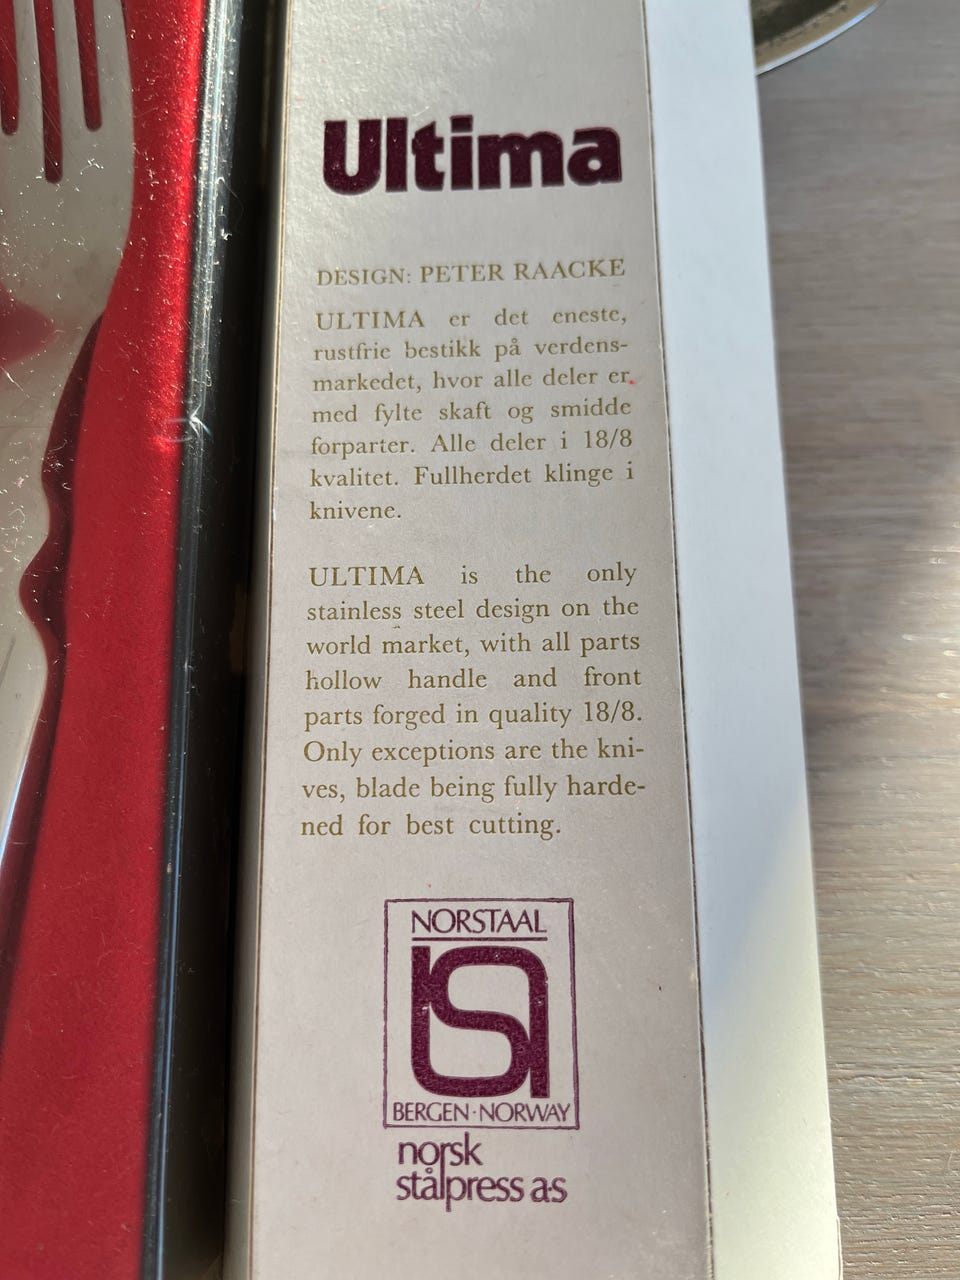 Ultima
DESIGN: PETER RAACKE
ULTIMA er det eneste,
rustfrie bestikk på verdens-
markedet, hvor alle deler er
med fylte skaft og smidde
forparter. Alle deler i 18/8
kvalitet. Fullherdet klinge i
knivene.
ULTIMA is the only
stainless steel design on the
world market, with all parts
hollow handle and front
parts forged in quality 18/8.
Only exceptions are the kni-
ves, blade being fully harde-
ned for best cutting.
NORSTAAL
BERGEN·NORWAY
norsk
stålpress a·s